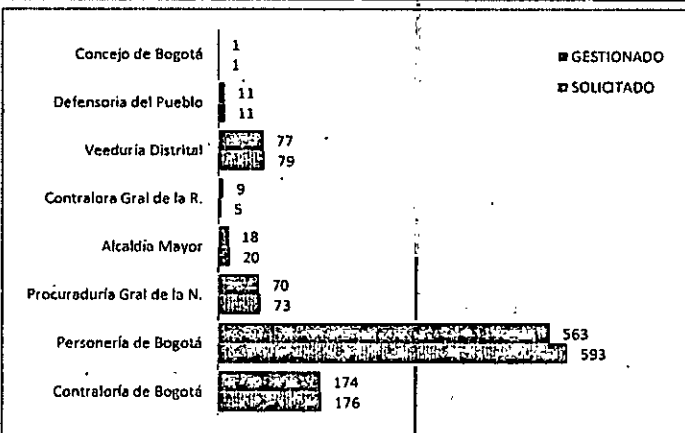 Concejo de Bogotá
1
1
GESTIONADO
SOLICITADO
Defensoria del Pueblo
11
11
Veeduría Distrital
77
79
Contralora Gral de la R.
9
5
Alcaldía Mayor
18
20
Procuraduría Gral de la N.
70
73
Personería de Bogotá
563
593
Contraloría de Bogotá
174
176